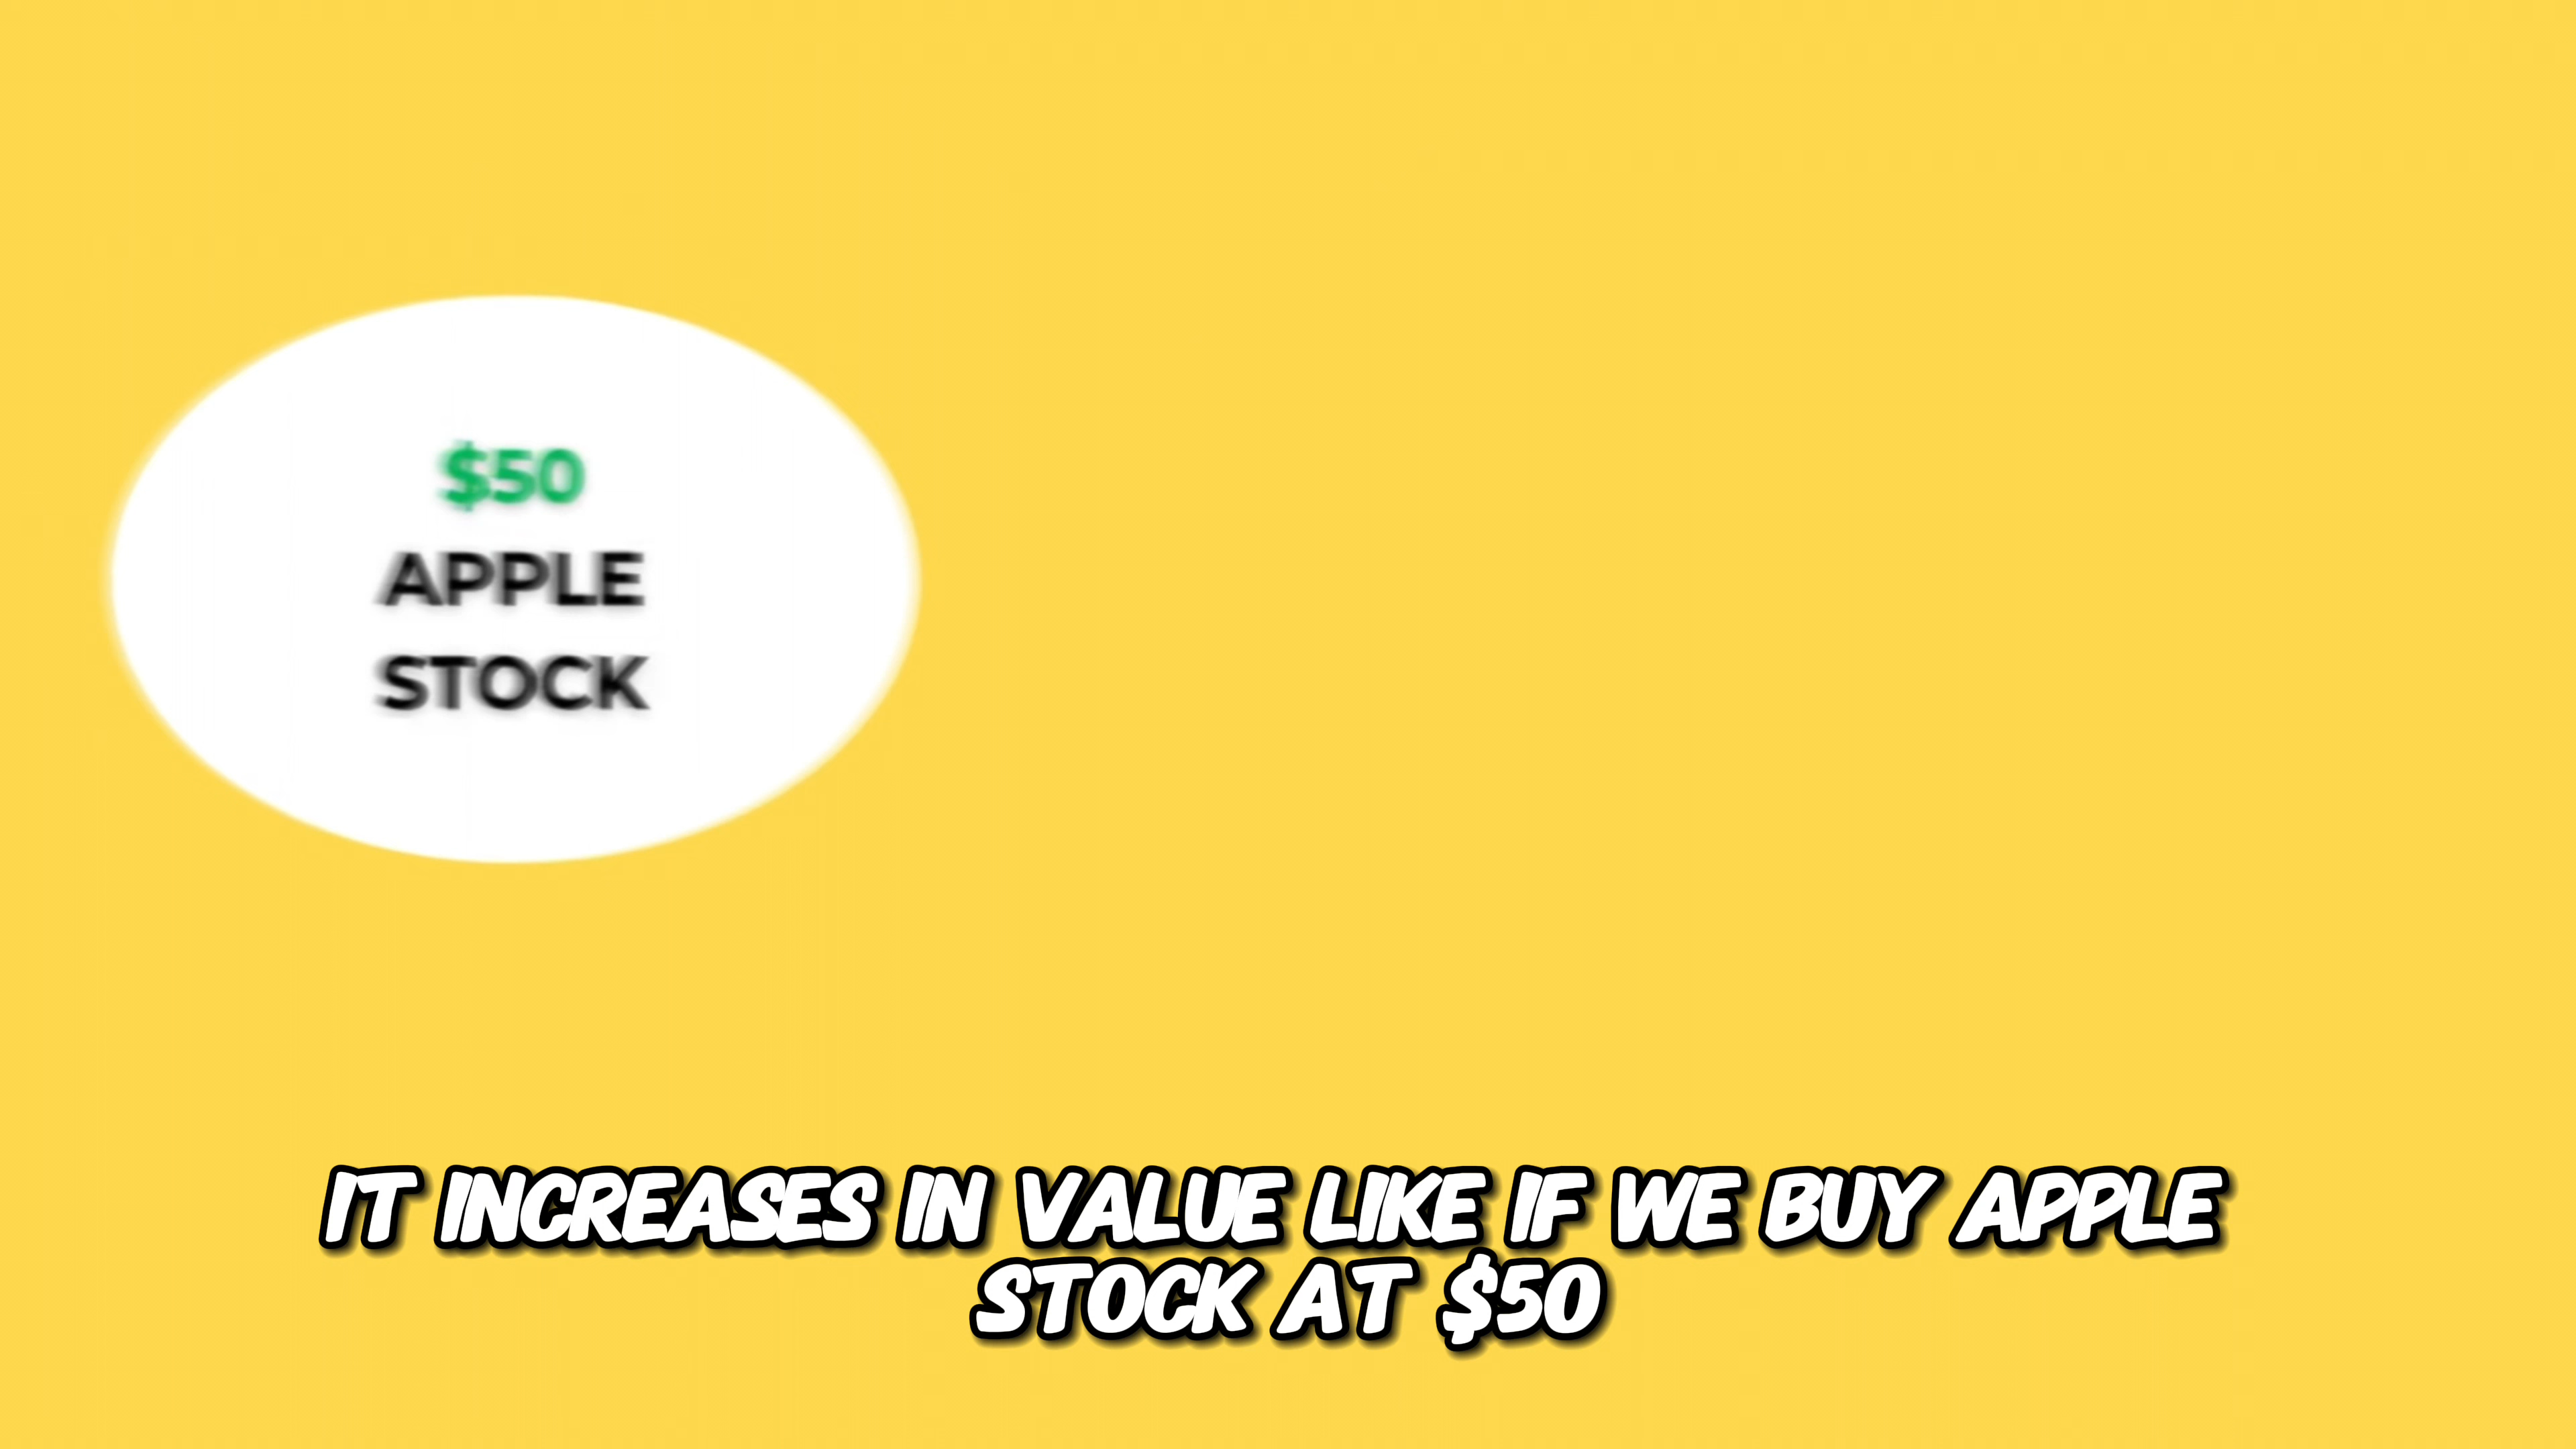 $50
APPLE
STOCK
IT INCREASES IN VALUE LIKE IF WE BUY APPLE
STOCK AT $50